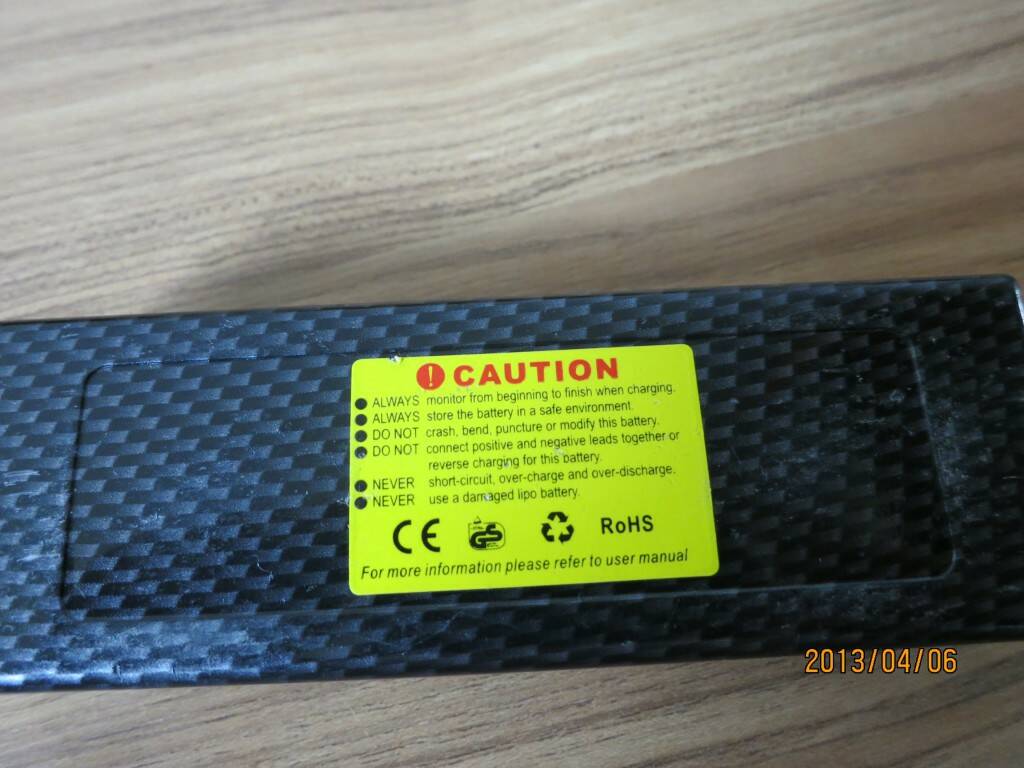 ! CAUTION
● ALWAYS monitor from beginning to finish when charging.
● ALWAYS store the battery in a safe environment.
● DO NOT crash, bend, puncture or modify this battery.
● DO NOT connect positive and negative leads together or
reverse charging for this battery.
● NEVER short-circuit, over-charge and over-discharge.
● NEVER use a damaged lipo battery.
CE GS RoHS
For more information please refer to user manual
2013/04/06